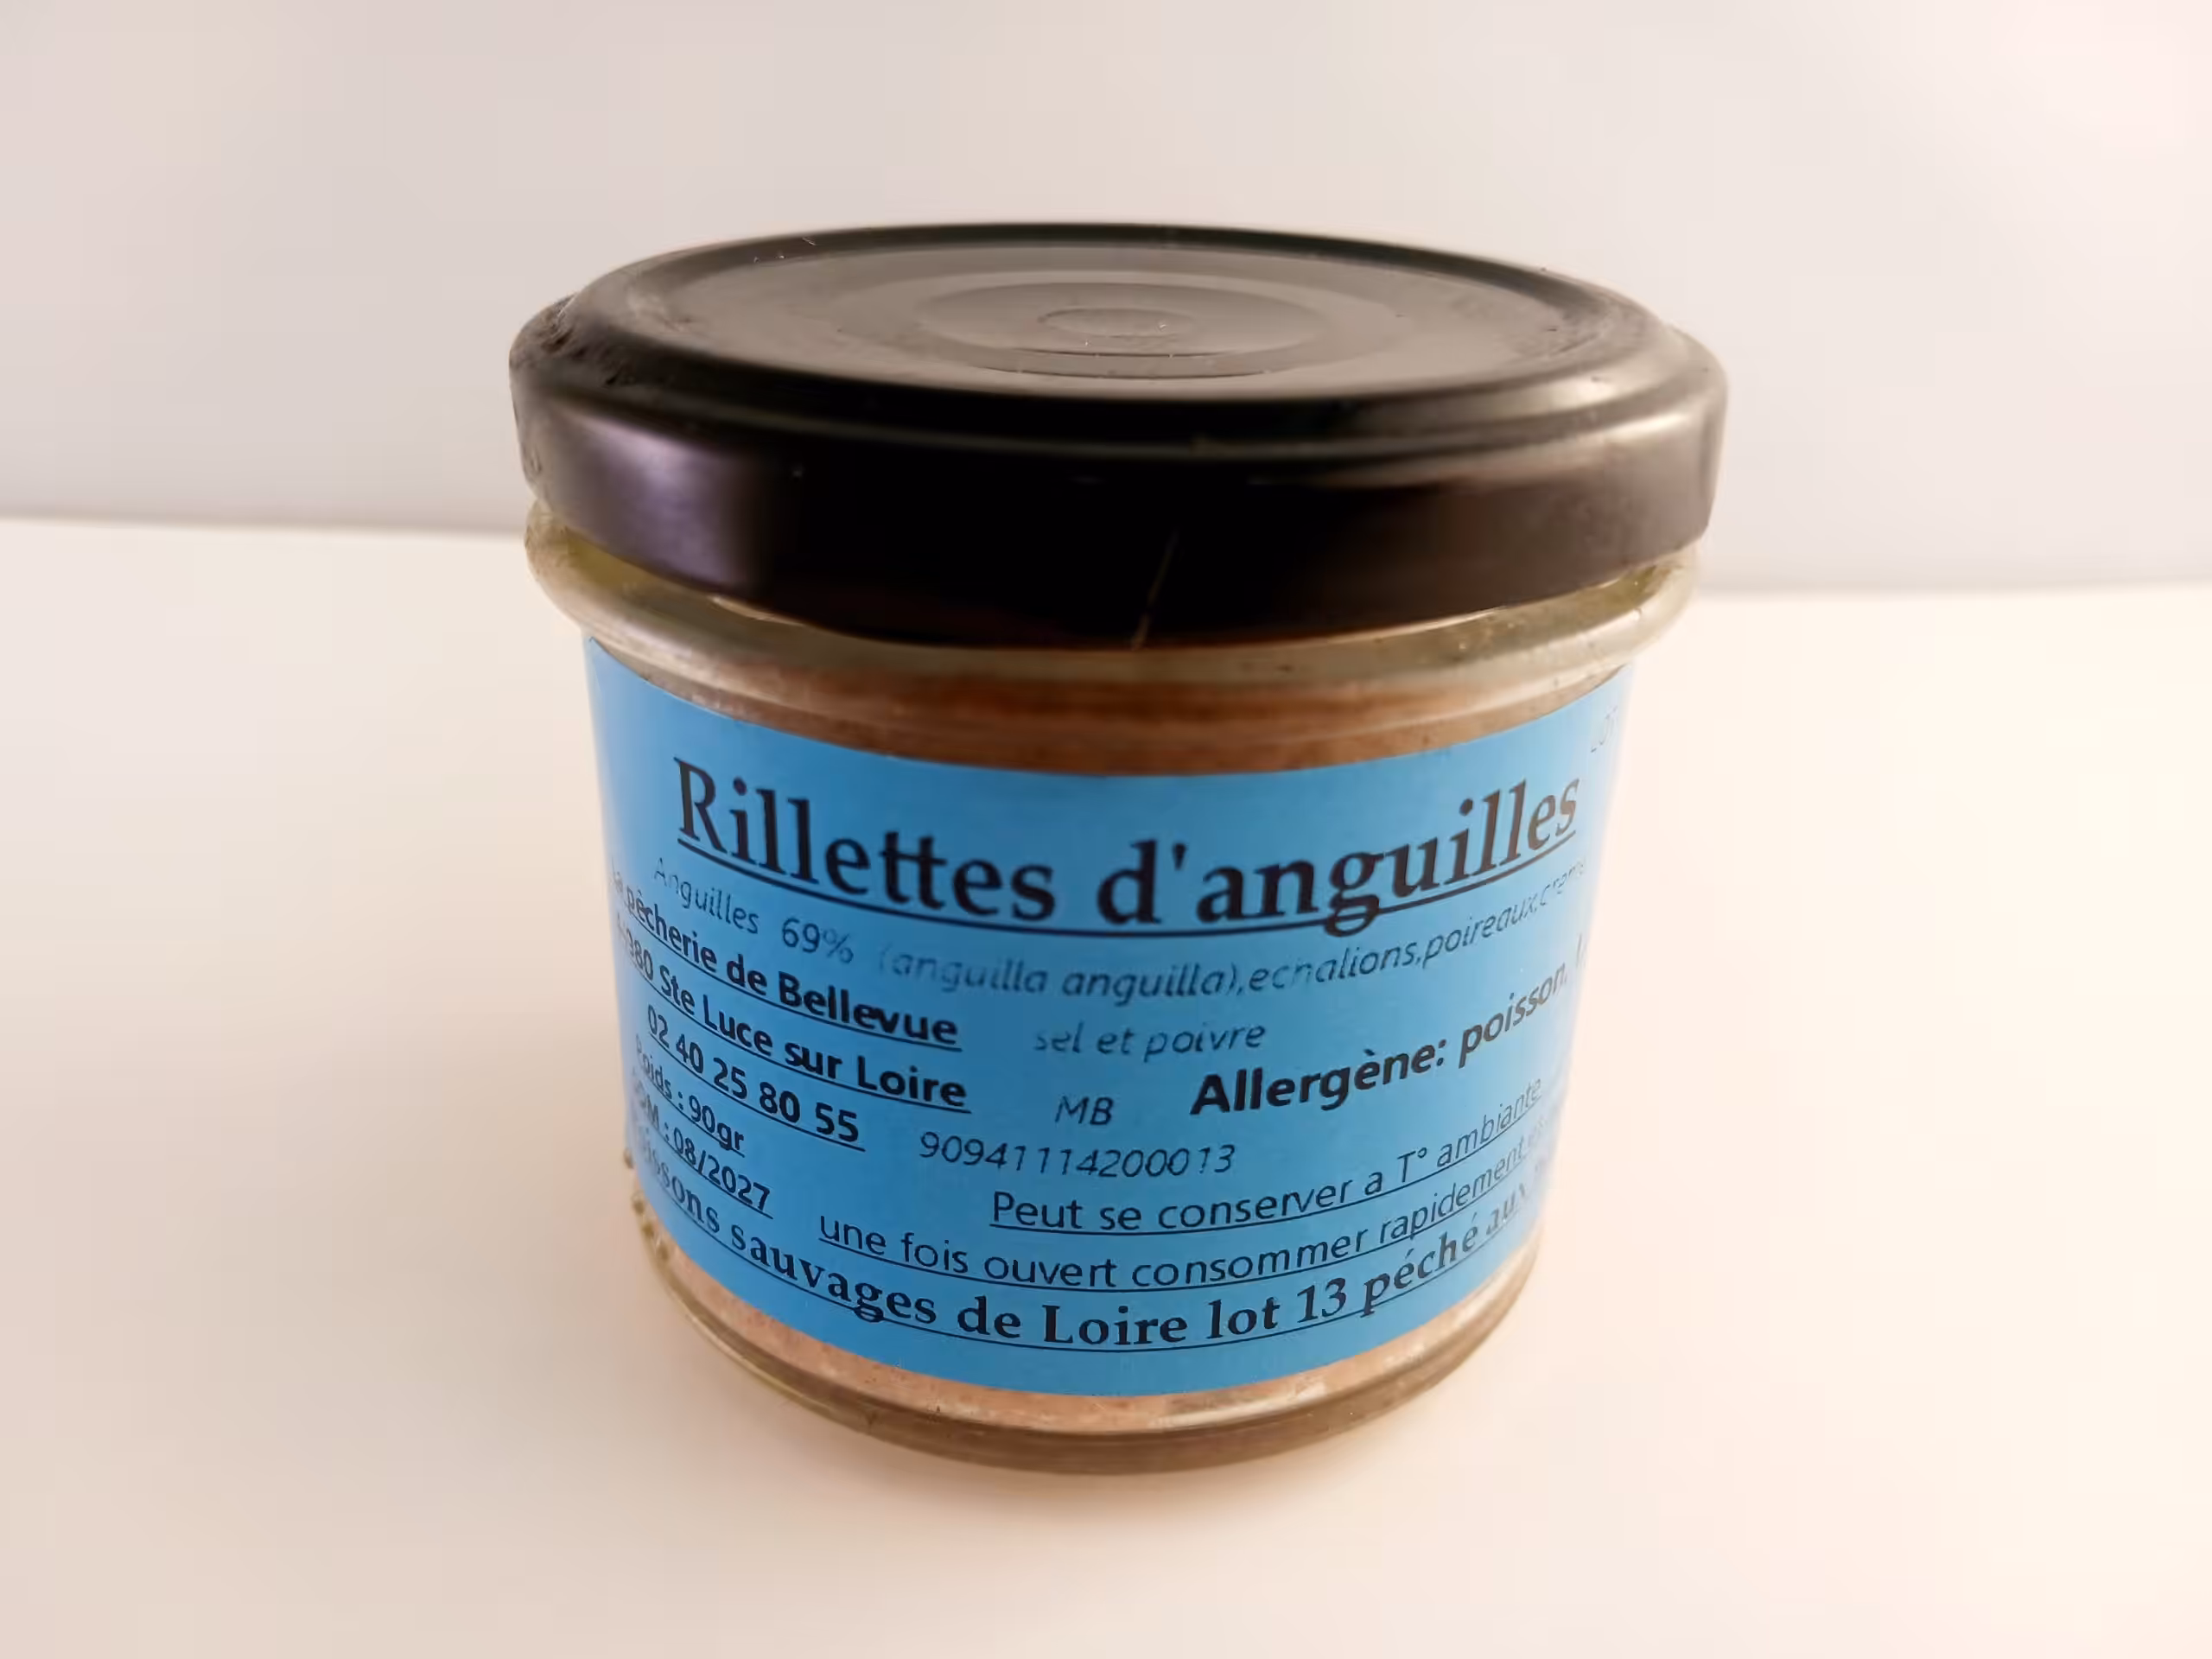 Rillettes d'anguilles
Anguilles 69% (anguilla anguilla),echalions,poireaux,creme
pêcherie de Bellevue
sel et poivre
Ste Luce sur Loire
Allergène: poisson,
02 40 25 80 55
MB
Poids : 90gr
90941114200013
: 08/2027
Peut se conserver a T° ambiante
une fois ouvert consommer rapidement
sauvages de Loire lot 13 péché aux